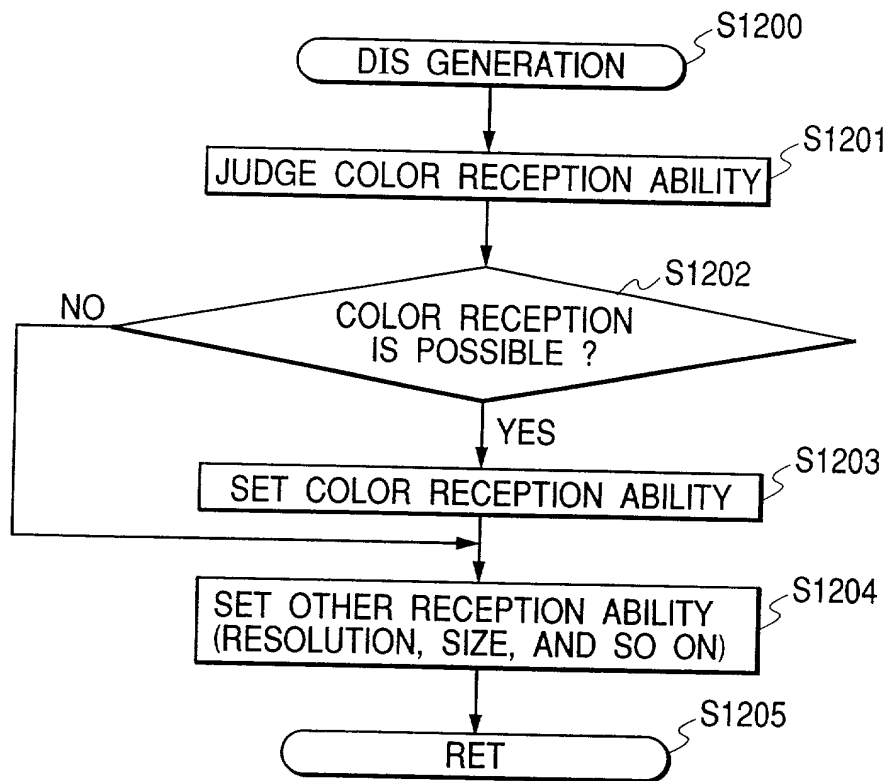 S1200
DIS GENERATION
S1201
JUDGE COLOR RECEPTION ABILITY
S1202
NO
COLOR RECEPTION
IS POSSIBLE ?
YES
S1203
SET COLOR RECEPTION ABILITY
S1204
SET OTHER RECEPTION ABILITY
(RESOLUTION, SIZE, AND SO ON)
S1205
RET